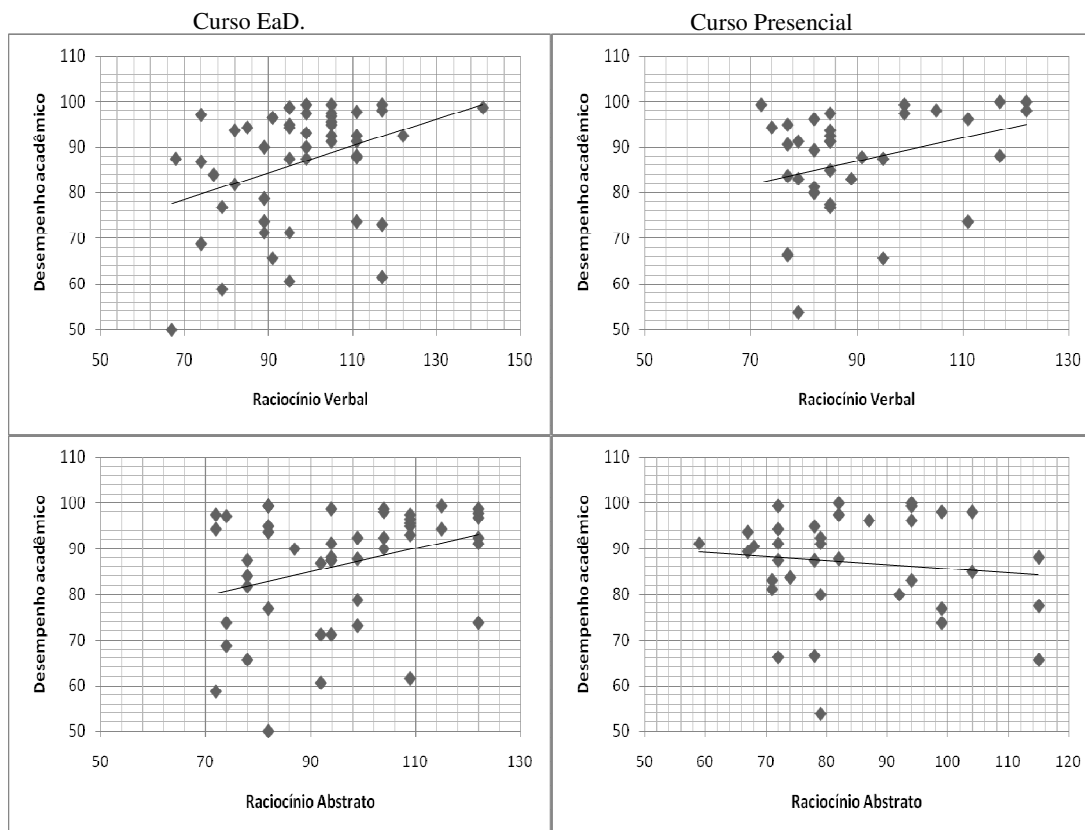 Curso EaD.
Curso Presencial
110
100
90
80
70
60
50
Desempenho acadêmico
50 70 90 110 130 150
Raciocínio Verbal
110
100
90
80
70
60
50
Desempenho acadêmico
50 70 90 110 130
Raciocínio Verbal
110
100
90
80
70
60
50
Desempenho acadêmico
50 70 90 110 130
Raciocínio Abstrato
110
100
90
80
70
60
50
Desempenho acadêmico
50 60 70 80 90 100 110 120
Raciocínio Abstrato